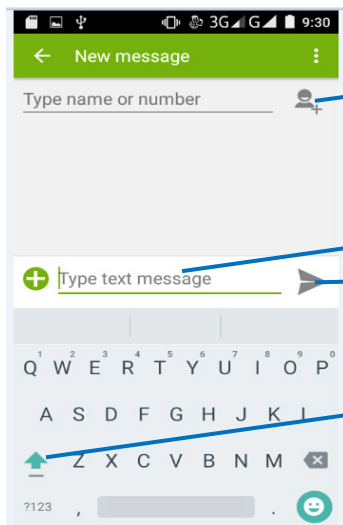 3G G 9:30
New message
Type name or number
Type text message
1 2 3 4 5 6 7 8 9 0
Q W E R T Y U I O P
A S D F G H J K L
Z X C V B N M
?123 , .